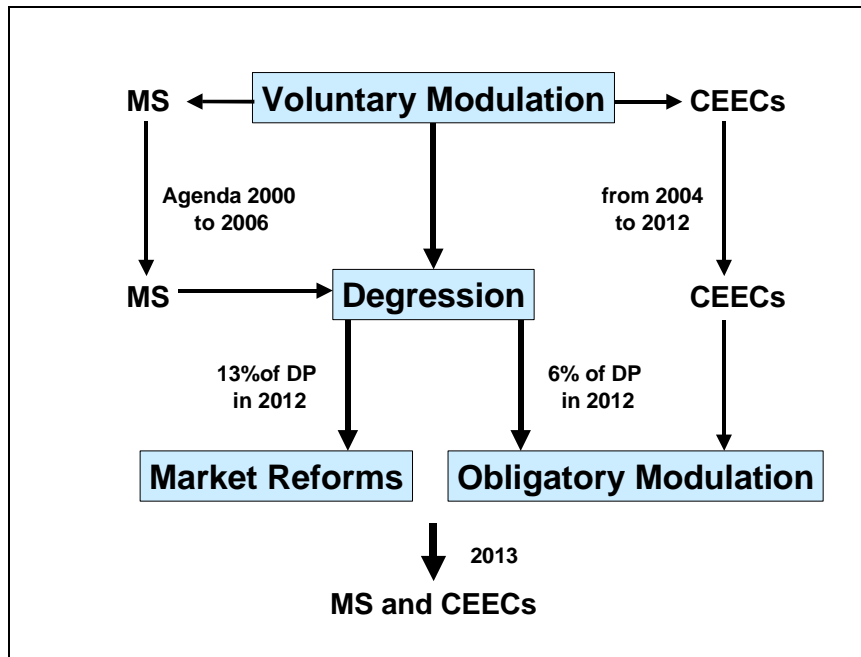 MS
Voluntary Modulation
CEECs
Agenda 2000
to 2006
from 2004
to 2012
MS
Degression
CEECs
13%of DP
in 2012
6% of DP
in 2012
Market Reforms
Obligatory Modulation
2013
MS and CEECs